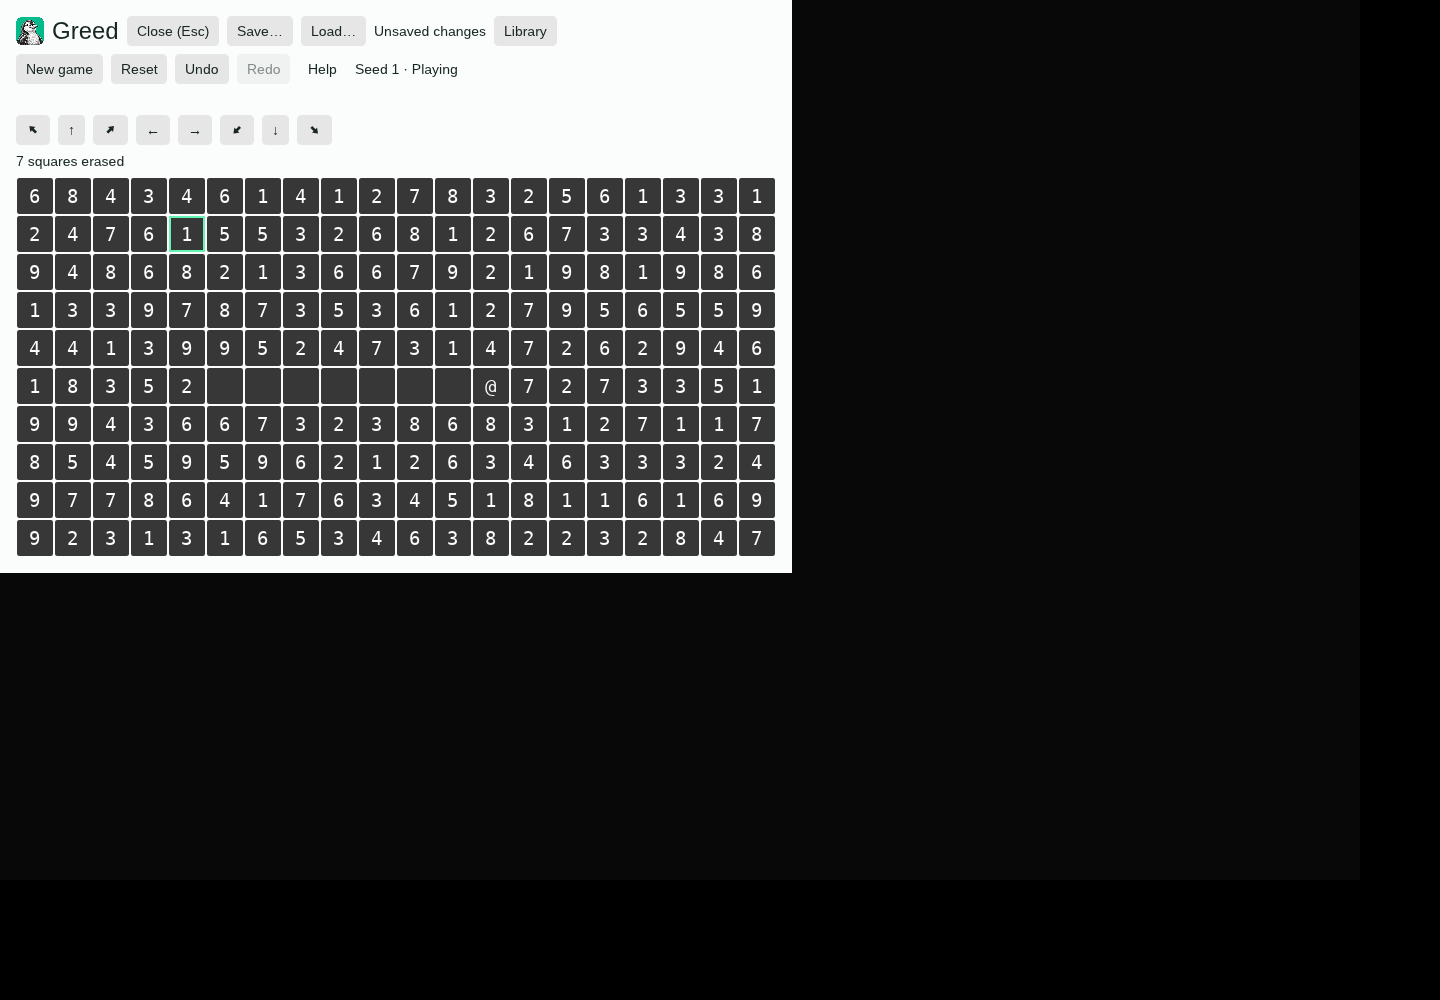 Greed Close (Esc) Save… Load… Unsaved changes Library
New game Reset Undo Redo Help Seed 1 · Playing
↖ ↑ ↗ ← → ↙ ↓ ↘
7 squares erased
6 8 4 3 4 6 1 4 1 2 7 8 3 2 5 6 1 3 3 1
2 4 7 6 1 5 5 3 2 6 8 1 2 6 7 3 3 4 3 8
9 4 8 6 8 2 1 3 6 6 7 9 2 1 9 8 1 9 8 6
1 3 3 9 7 8 7 3 5 3 6 1 2 7 9 5 6 5 5 9
4 4 1 3 9 9 5 2 4 7 3 1 4 7 2 6 2 9 4 6
1 8 3 5 2 @ 7 2 7 3 3 5 1
9 9 4 3 6 6 7 3 2 3 8 6 8 3 1 2 7 1 1 7
8 5 4 5 9 5 9 6 2 1 2 6 3 4 6 3 3 3 2 4
9 7 7 8 6 4 1 7 6 3 4 5 1 8 1 1 6 1 6 9
9 2 3 1 3 1 6 5 3 4 6 3 8 2 2 3 2 8 4 7